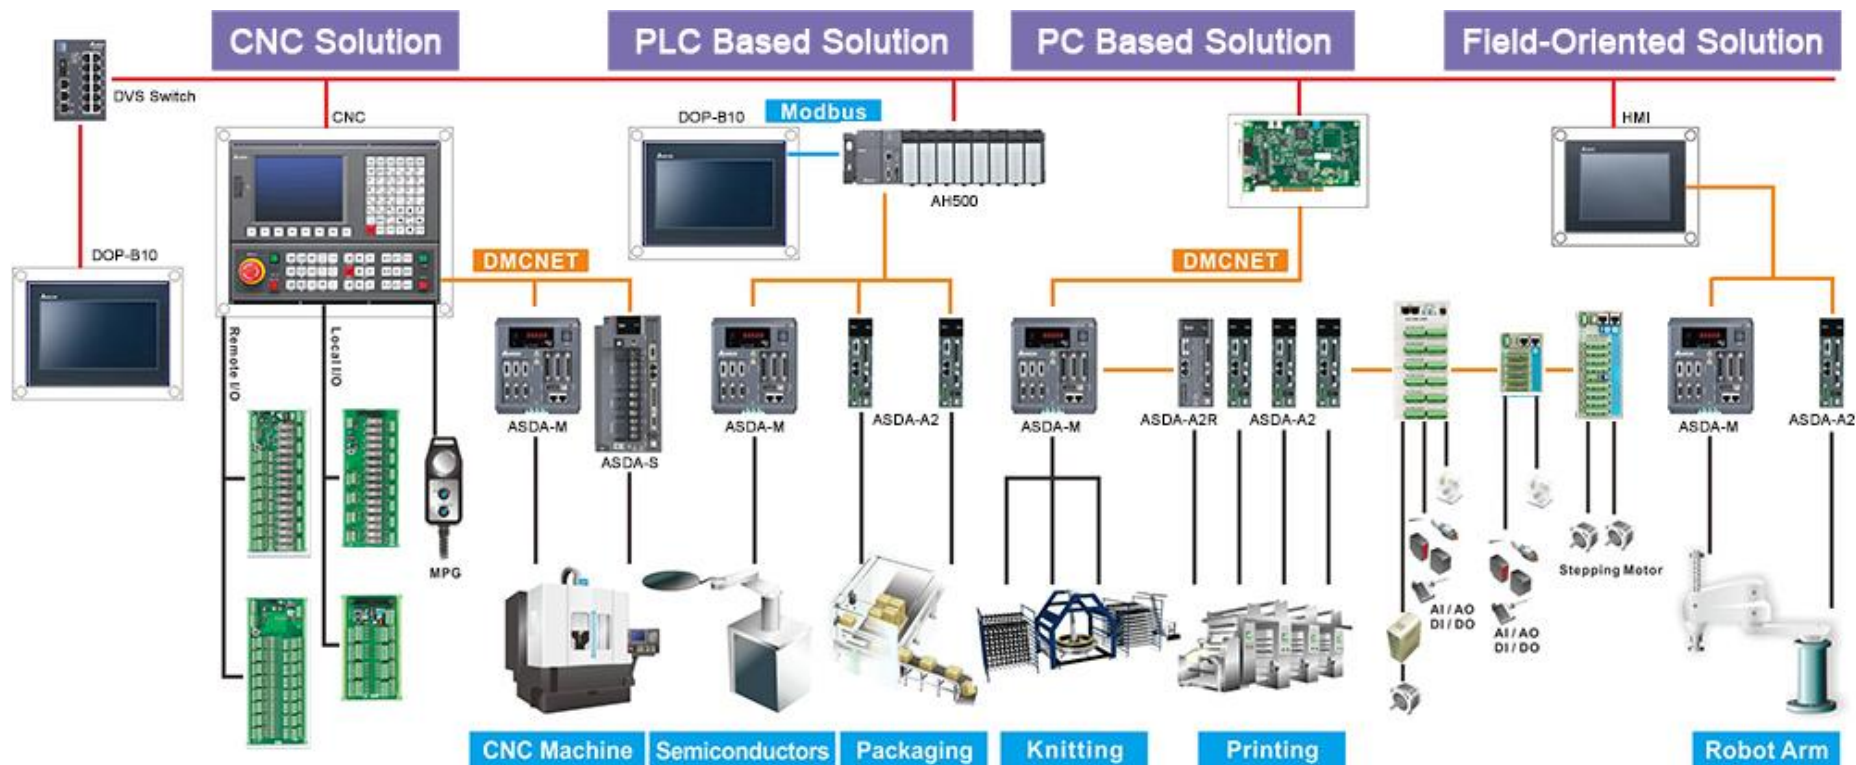 CNC Solution
PLC Based Solution
PC Based Solution
Field-Oriented Solution
DVS Switch
CNC
DOP-B10
Modbus
HMI
AH500
DOP-B10
DMCNET
DMCNET
Remote I/O
Local I/O
ASDA-M
ASDA-S
ASDA-M
ASDA-A2
ASDA-M
ASDA-A2R
ASDA-A2
ASDA-M
ASDA-A2
MPG
Stepping Motor
AI / AO
DI / DO
AI / AO
DI / DO
CNC Machine
Semiconductors
Packaging
Knitting
Printing
Robot Arm